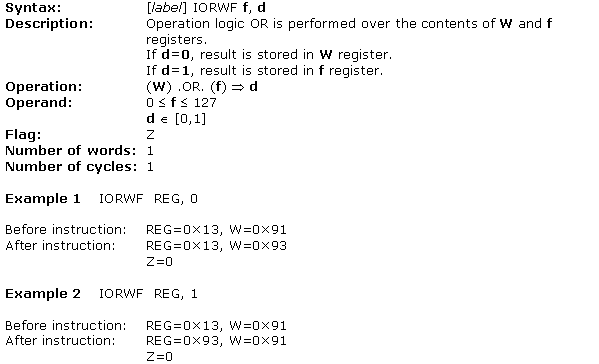 Syntax: [label] IORWF f, d
Description: Operation logic OR is performed over the contents of W and f
registers.
If d=0, result is stored in W register.
If d=1, result is stored in f register.
Operation: (W) .OR. (f) ⇒ d
Operand: 0 ≤ f ≤ 127
d ∈ [0,1]
Flag: Z
Number of words: 1
Number of cycles: 1
Example 1 IORWF REG, 0
Before instruction: REG=0×13, W=0×91
After instruction: REG=0×13, W=0×93
Z=0
Example 2 IORWF REG, 1
Before instruction: REG=0×13, W=0×91
After instruction: REG=0×93, W=0×91
Z=0